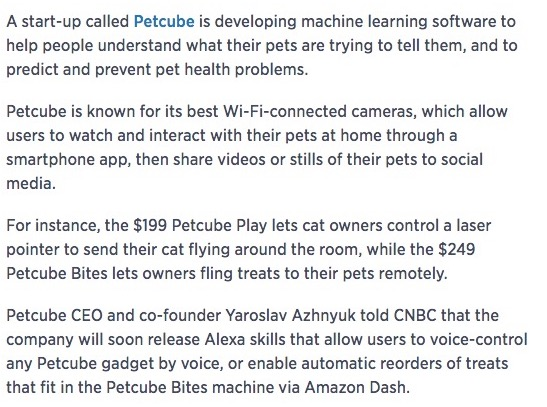 A start-up called Petcube is developing machine learning software to
help people understand what their pets are trying to tell them, and to
predict and prevent pet health problems.
Petcube is known for its best Wi-Fi-connected cameras, which allow
users to watch and interact with their pets at home through a
smartphone app, then share videos or stills of their pets to social
media.
For instance, the $199 Petcube Play lets cat owners control a laser
pointer to send their cat flying around the room, while the $249
Petcube Bites lets owners fling treats to their pets remotely.
Petcube CEO and co-founder Yaroslav Azhnyuk told CNBC that the
company will soon release Alexa skills that allow users to voice-control
any Petcube gadget by voice, or enable automatic reorders of treats
that fit in the Petcube Bites machine via Amazon Dash.